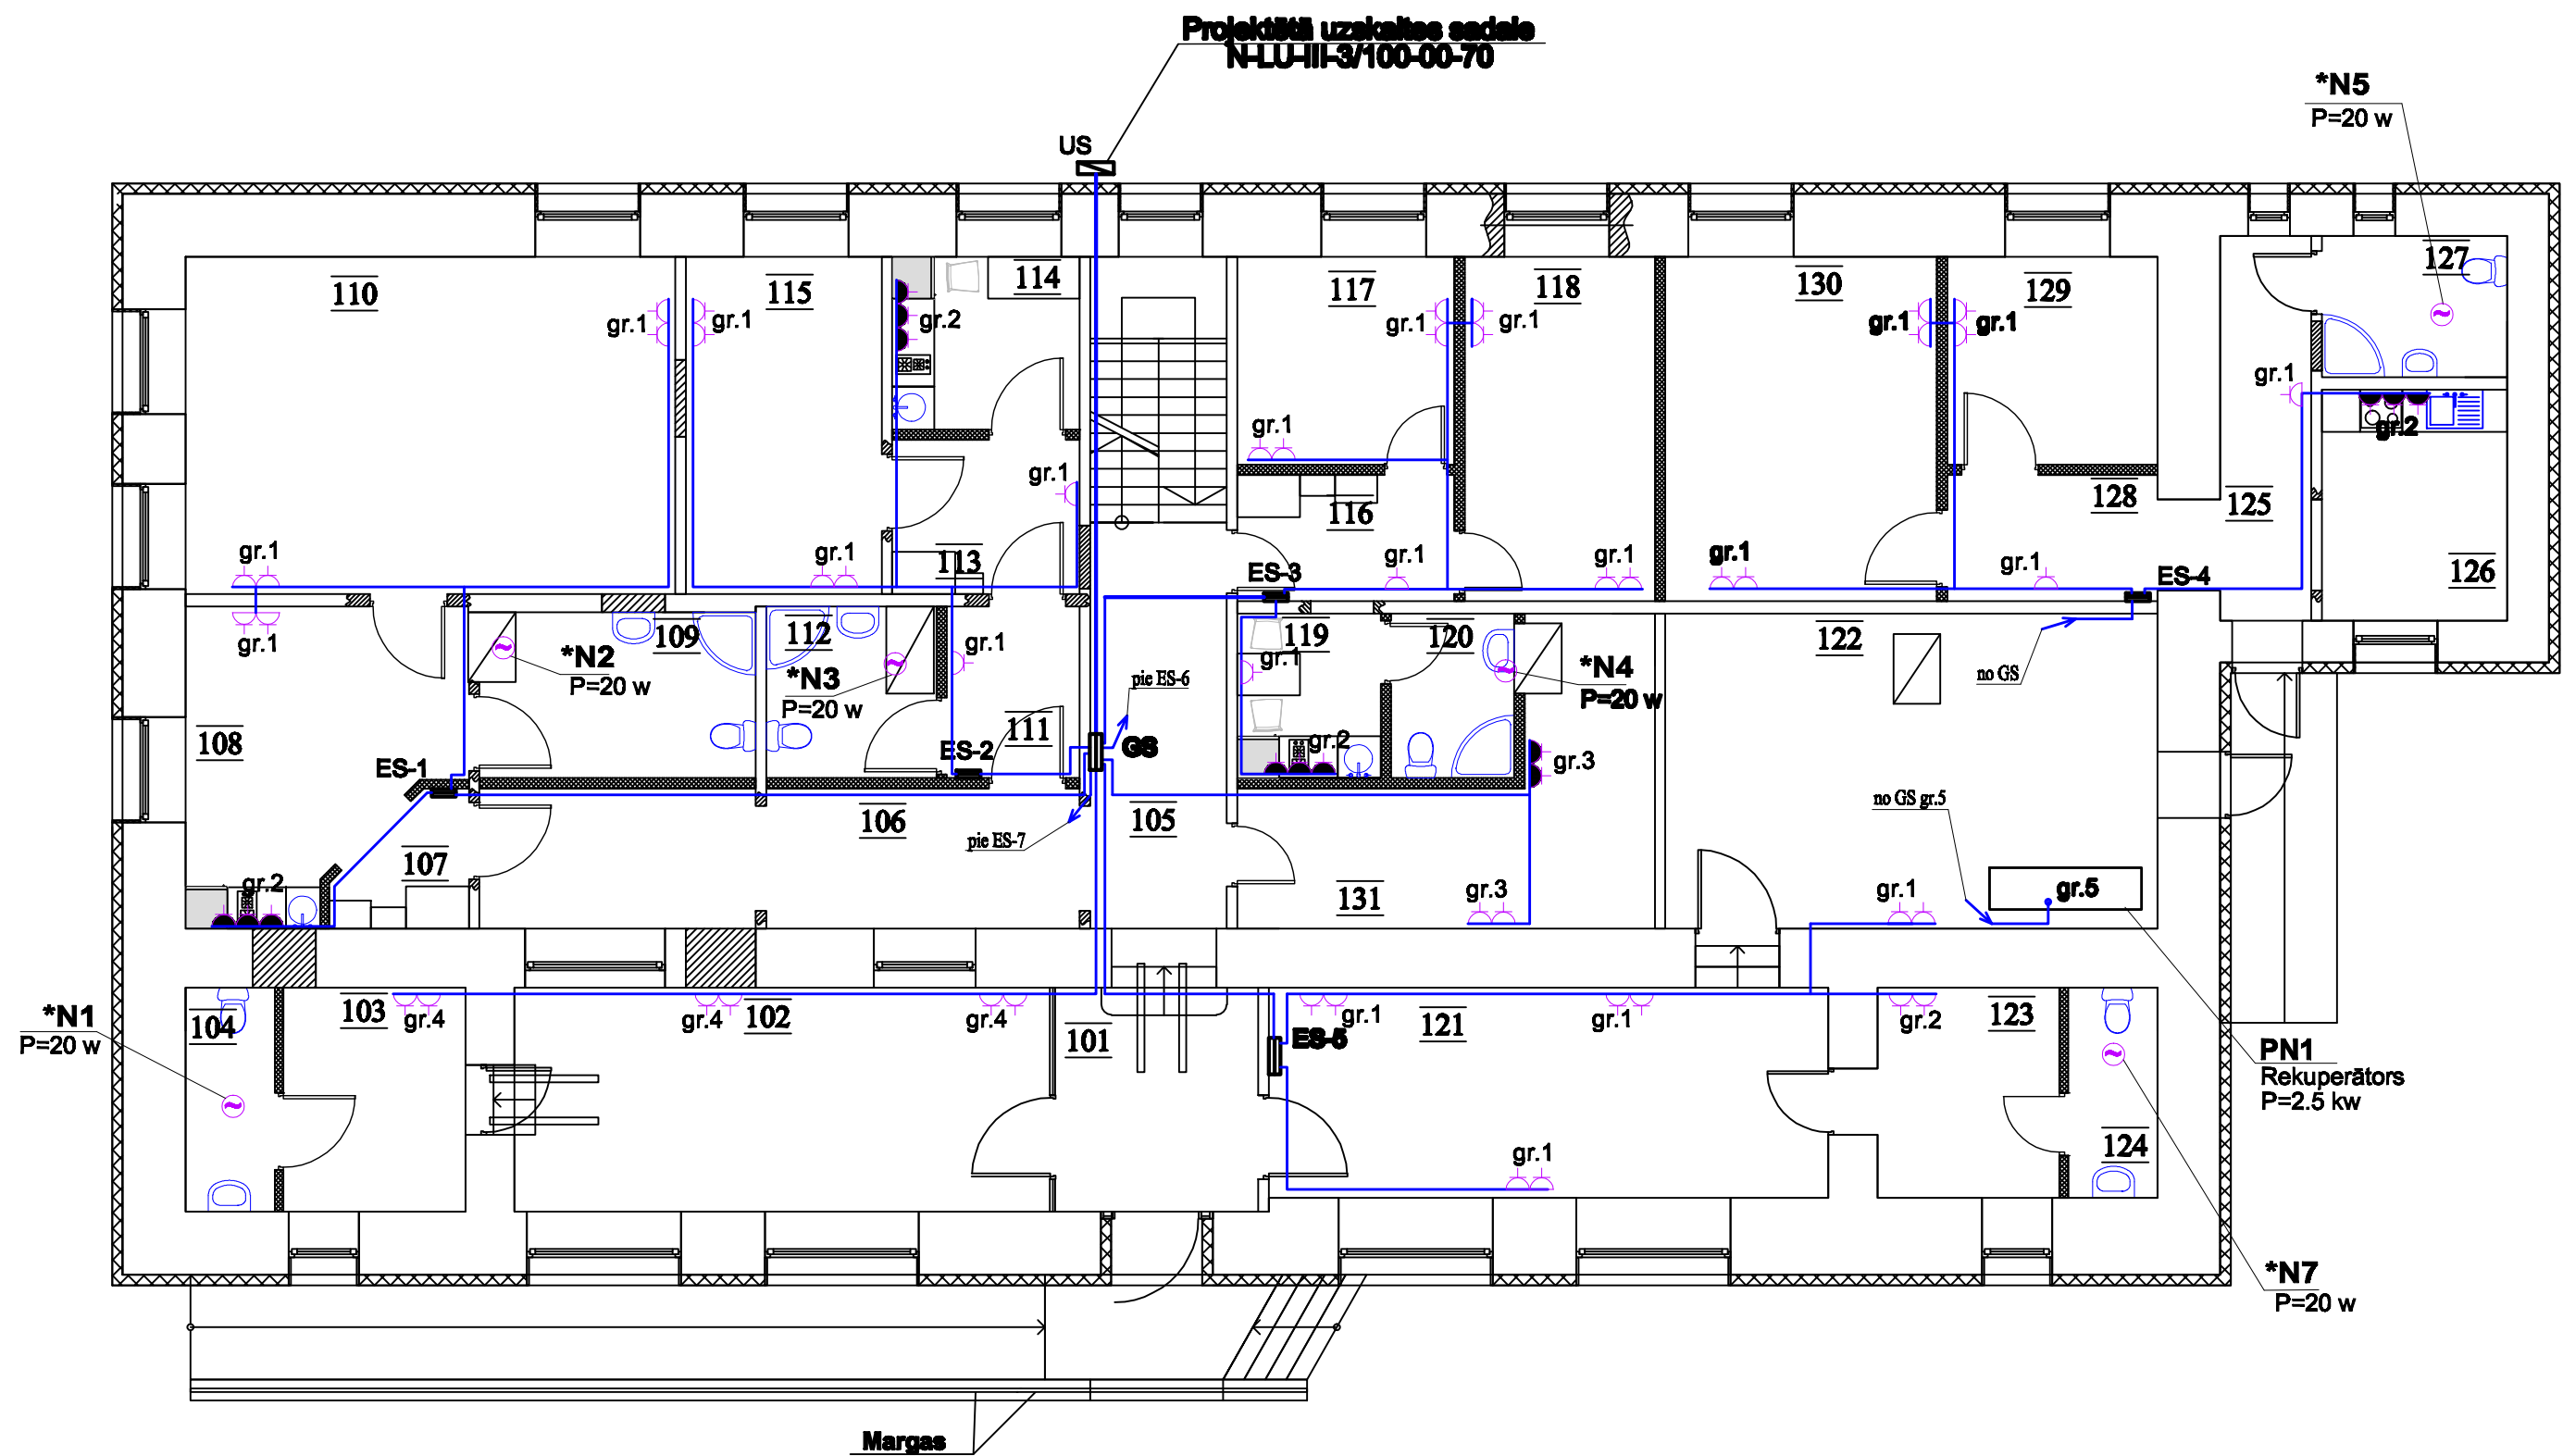 Projektētā uzskaites sadale
N-LU-III-3/100-00-70
*N5
P=20 w
US
110
115
114
117
118
130
129
127
gr.1
gr.1
gr.2
gr.1
gr.1
gr.1
gr.1
gr.1
gr.2
gr.1
gr.1
116
128
125
gr.1
gr.1
113
gr.1
gr.1
gr.1
gr.1
126
ES-3
ES-4
gr.1
109
112
gr.1
119
120
122
*N2
P=20 w
*N3
P=20 w
gr.1
*N4
P=20 w
no GS
pie ES-6
108
111
GS
ES-1
ES-2
gr.2
gr.3
106
105
no GS gr.5
pie ES-7
107
gr.2
131
gr.3
gr.1
gr.5
*N1
P=20 w
104
103
gr.4
gr.4
102
gr.4
101
ES-5
gr.1
121
gr.1
gr.2
123
PN1
Rekuperātors
P=2.5 kw
gr.1
124
*N7
P=20 w
Margas